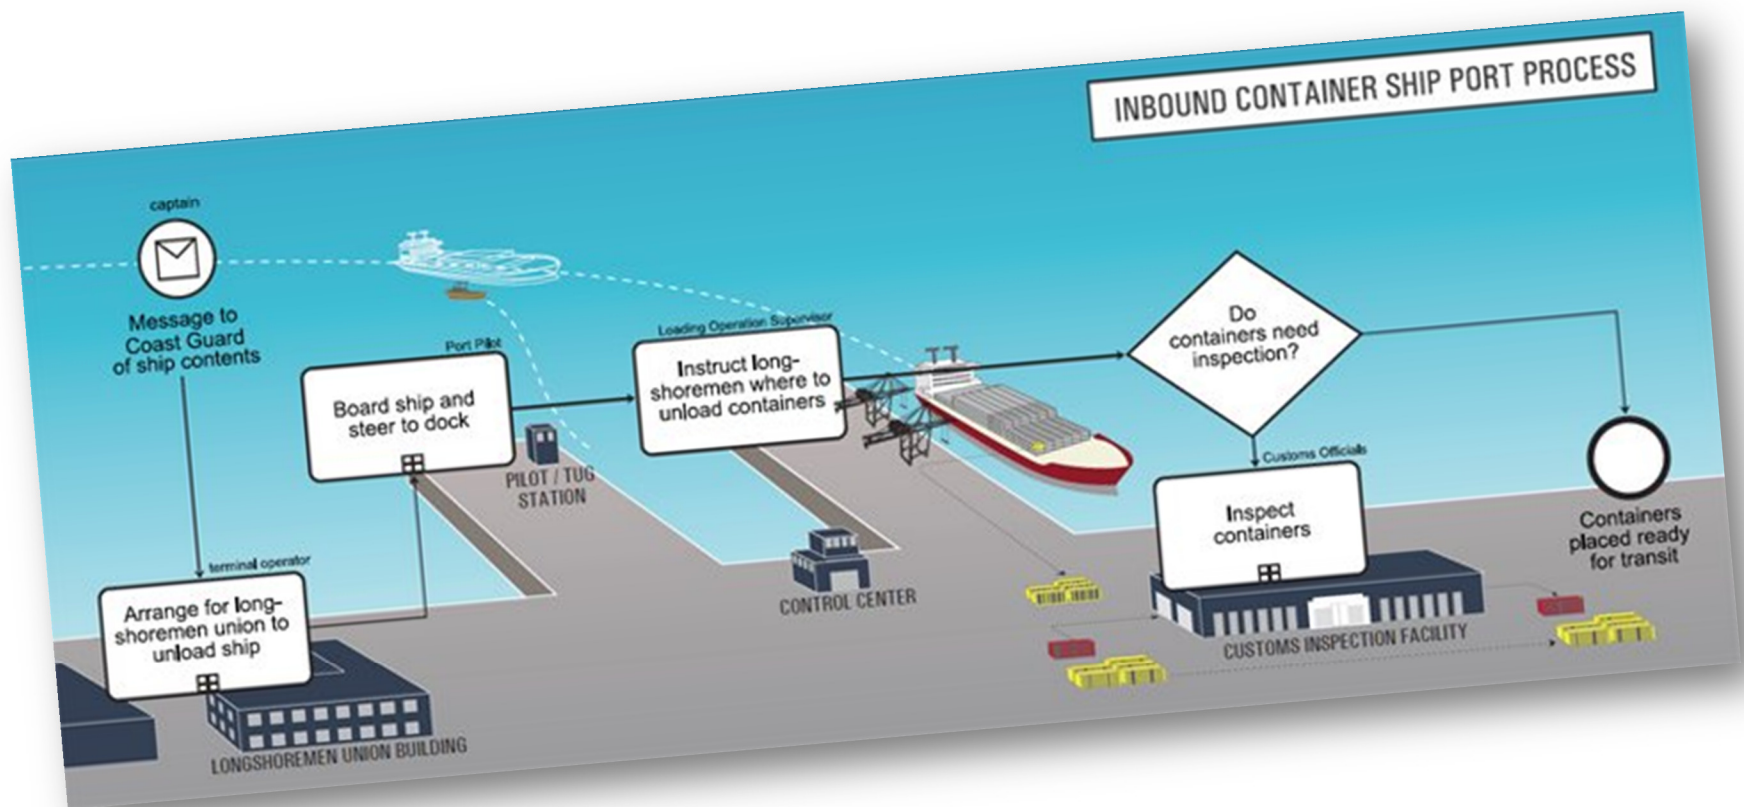 INBOUND CONTAINER SHIP PORT PROCESS
captain
Message to
Coast Guard
of ship contents
terminal operator
Arrange for long-
shoremen union to
unload ship
LONGSHOREMEN UNION BUILDING
Port Pilot
Board ship and
steer to dock
PILOT / TUG
STATION
Loading Operation Supervisor
Instruct long-
shoremen where to
unload containers
CONTROL CENTER
Do
containers need
inspection?
Customs Officials
Inspect
containers
CUSTOMS INSPECTION FACILITY
Containers
placed ready
for transit